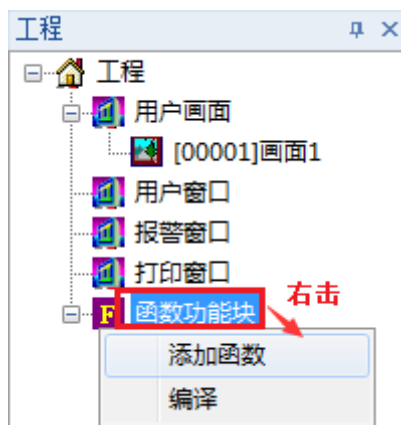 工程
工程
用户画面
[00001]画面1
用户窗口
报警窗口
打印窗口
F 函数功能块
右击
添加函数
编译